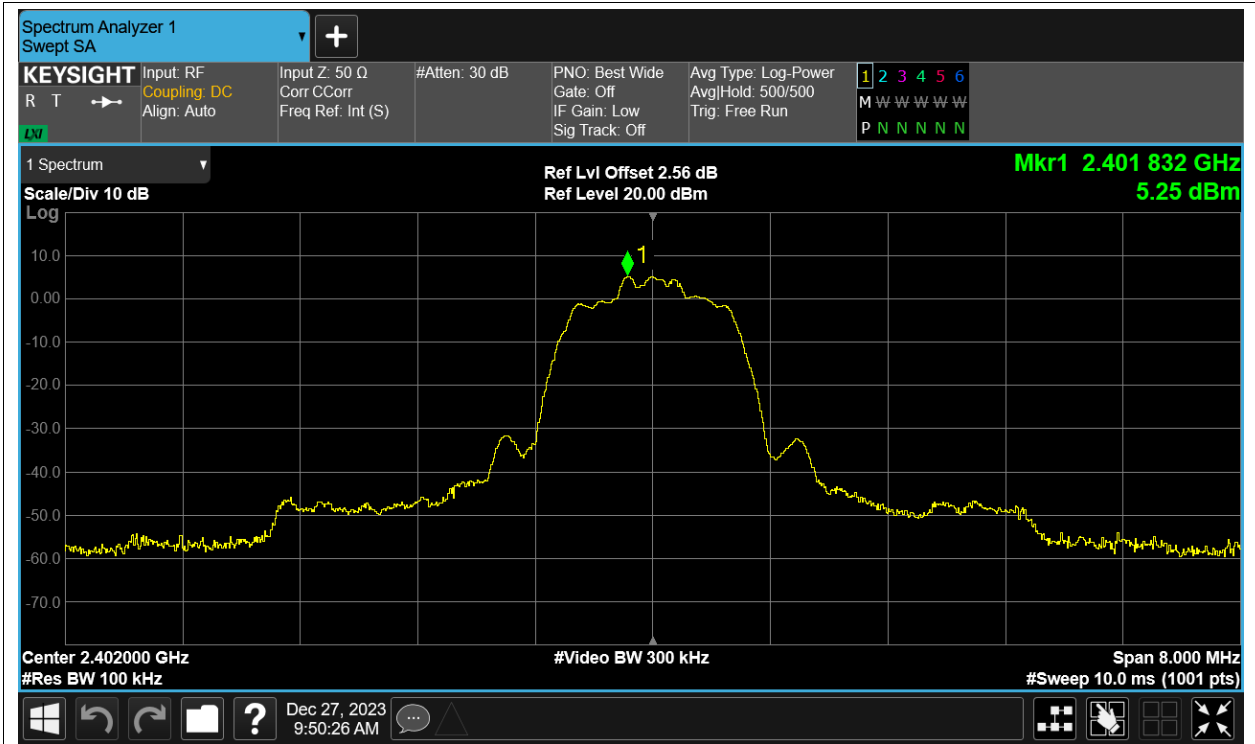 Spectrum Analyzer 1
Swept SA
KEYSIGHT
R T
LXI
Input: RF
Coupling: DC
Align: Auto
Input Z: 50 Ω
Corr CCorr
Freq Ref: Int (S)
#Atten: 30 dB
PNO: Best Wide
Gate: Off
IF Gain: Low
Sig Track: Off
Avg Type: Log-Power
Avg|Hold: 500/500
Trig: Free Run
1 2 3 4 5 6
M W W W W W
P N N N N N
1 Spectrum
Scale/Div 10 dB
Log
Ref Lvl Offset 2.56 dB
Ref Level 20.00 dBm
Mkr1 2.401 832 GHz
5.25 dBm
1
10.0
0.00
-10.0
-20.0
-30.0
-40.0
-50.0
-60.0
-70.0
Center 2.402000 GHz
#Video BW 300 kHz
Span 8.000 MHz
#Res BW 100 kHz
#Sweep 10.0 ms (1001 pts)
?
Dec 27, 2023
9:50:26 AM